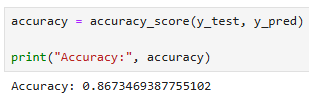 accuracy = accuracy_score(y_test, y_pred)
print("Accuracy:", accuracy)
Accuracy: 0.8673469387755102